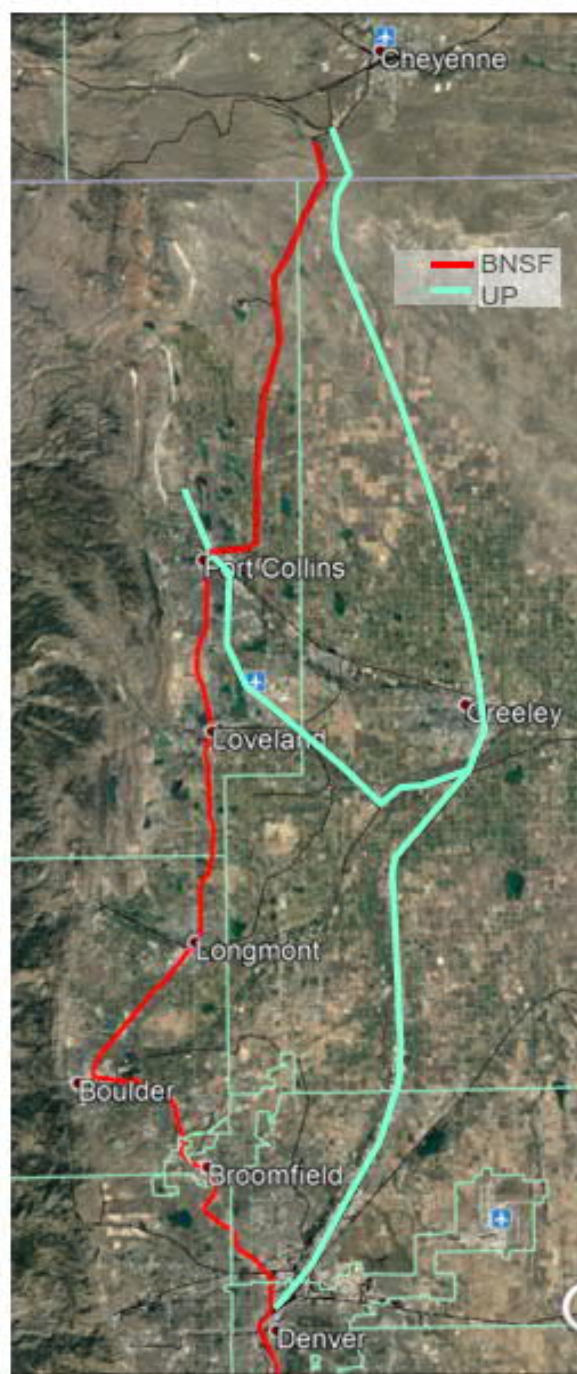 Cheyenne
BNSF
UP
Fort Collins
Greeley
Loveland
Longmont
Boulder
Broomfield
Denver